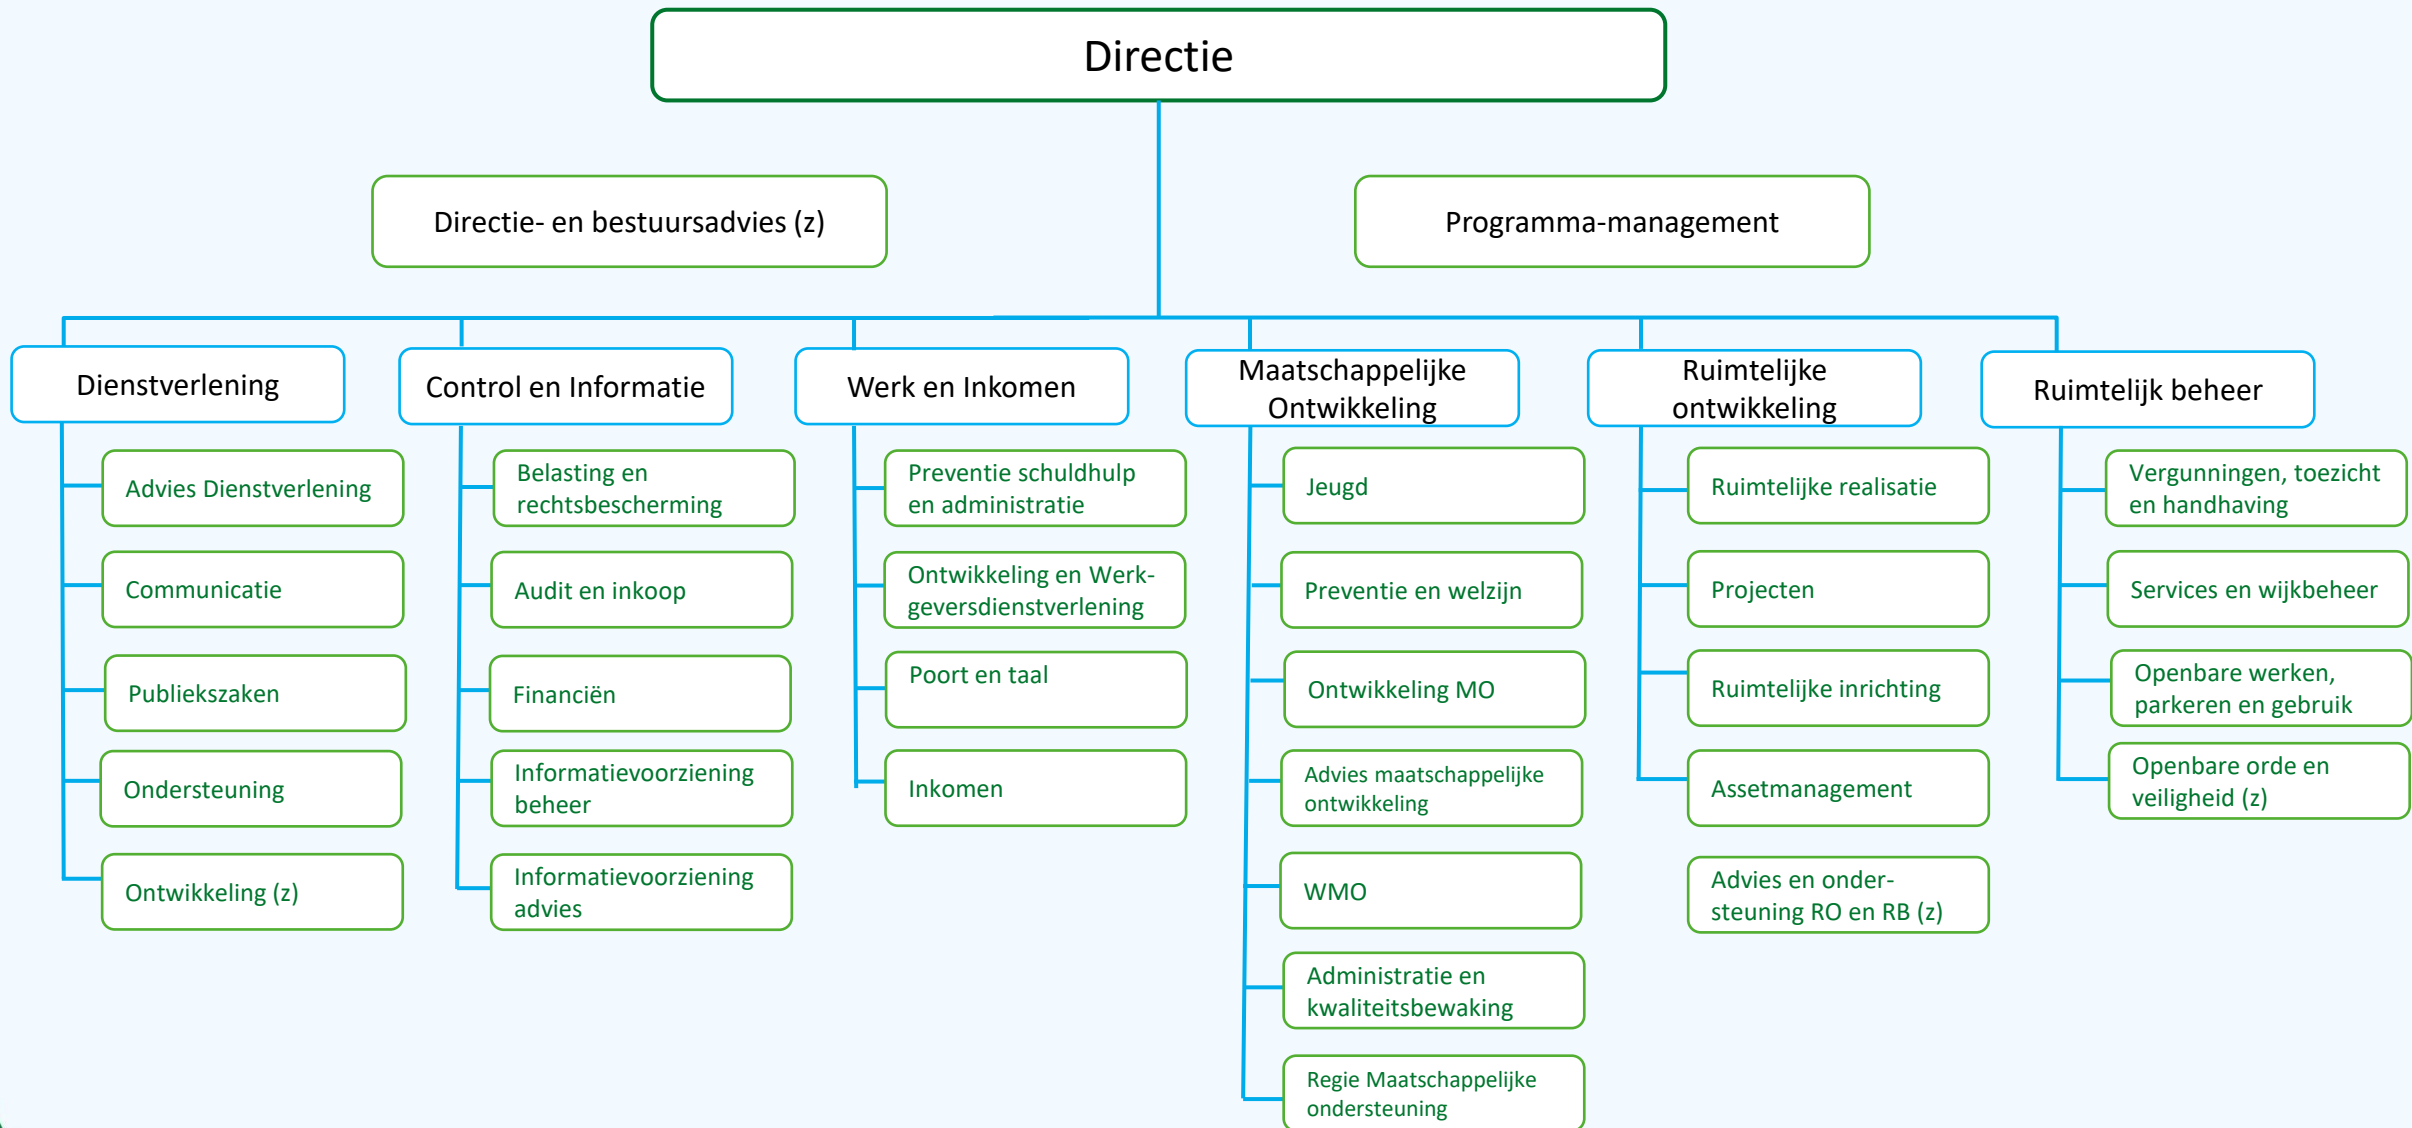 Directie
Directie- en bestuursadvies (z)
Programma-management
Dienstverlening
Advies Dienstverlening
Communicatie
Publiekszaken
Ondersteuning
Ontwikkeling (z)
Control en Informatie
Belasting en
rechtsbescherming
Audit en inkoop
Financiën
Informatievoorziening
beheer
Informatievoorziening
advies
Werk en Inkomen
Preventie schuldhulp
en administratie
Ontwikkeling en Werk-
geversdienstverlening
Poort en taal
Inkomen
Maatschappelijke
Ontwikkeling
Jeugd
Preventie en welzijn
Ontwikkeling MO
Advies maatschappelijke
ontwikkeling
WMO
Administratie en
kwaliteitsbewaking
Regie Maatschappelijke
ondersteuning
Ruimtelijke
ontwikkeling
Ruimtelijke realisatie
Projecten
Ruimtelijke inrichting
Assetmanagement
Advies en onder-
steuning RO en RB (z)
Ruimtelijk beheer
Vergunningen, toezicht
en handhaving
Services en wijkbeheer
Openbare werken,
parkeren en gebruik
Openbare orde en
veiligheid (z)